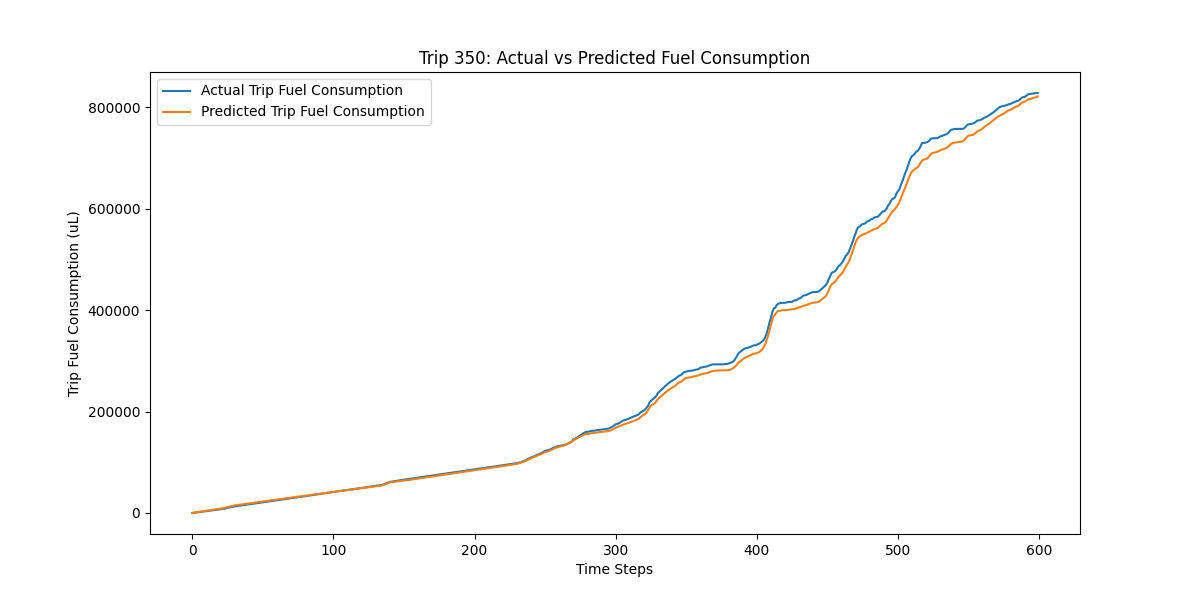 Trip 350: Actual vs Predicted Fuel Consumption
Actual Trip Fuel Consumption
Predicted Trip Fuel Consumption
Trip Fuel Consumption (uL)
800000
600000
400000
200000
0
0 100 200 300 400 500 600
Time Steps